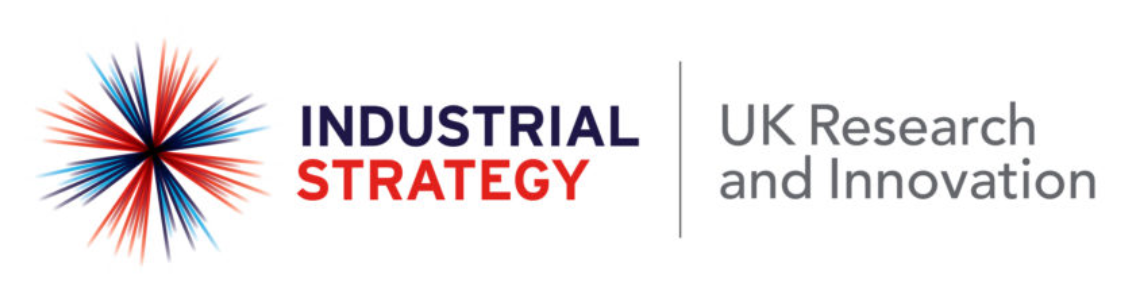 INDUSTRIAL
STRATEGY
UK Research
and Innovation